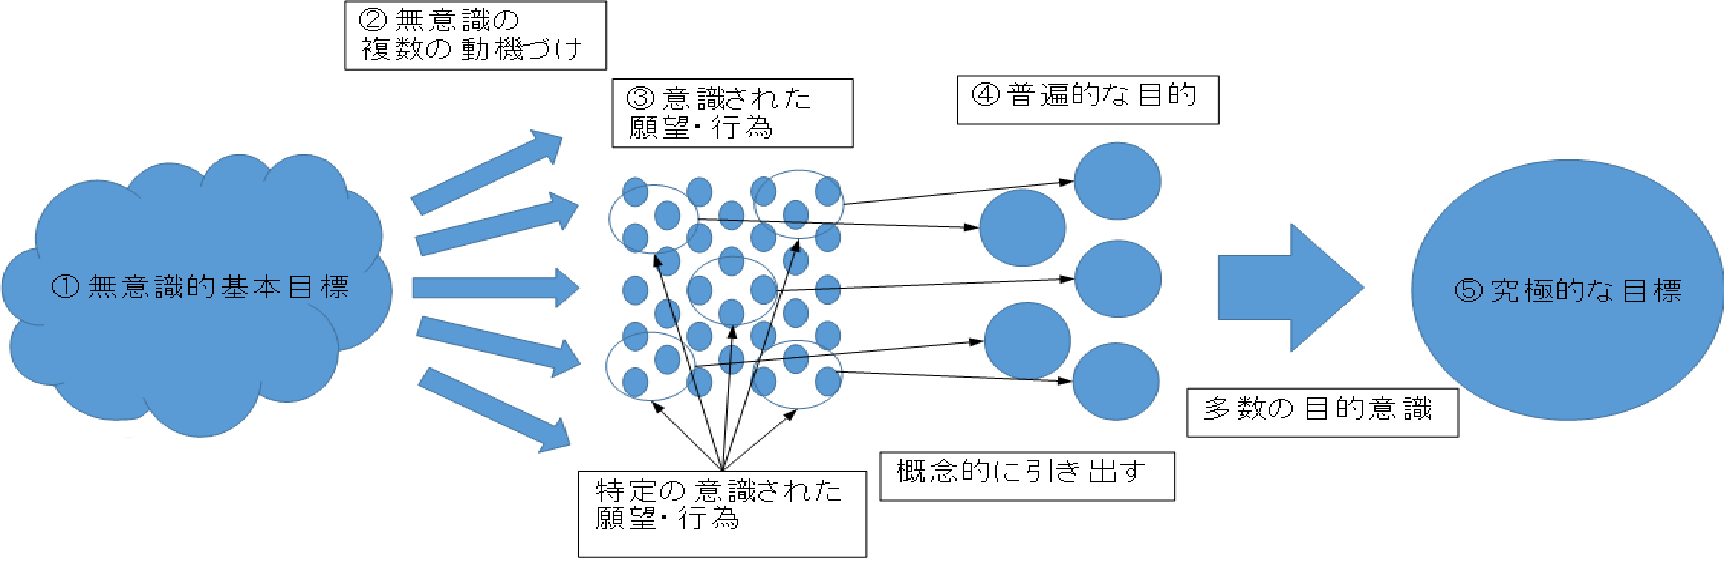 ②無意識の
複数の動機づけ
③意識された
願望・行為
④普遍的な目的
①無意識的基本目標
⑤究極的な目標
多数の目的意識
概念的に引き出す
特定の意識された
願望・行為